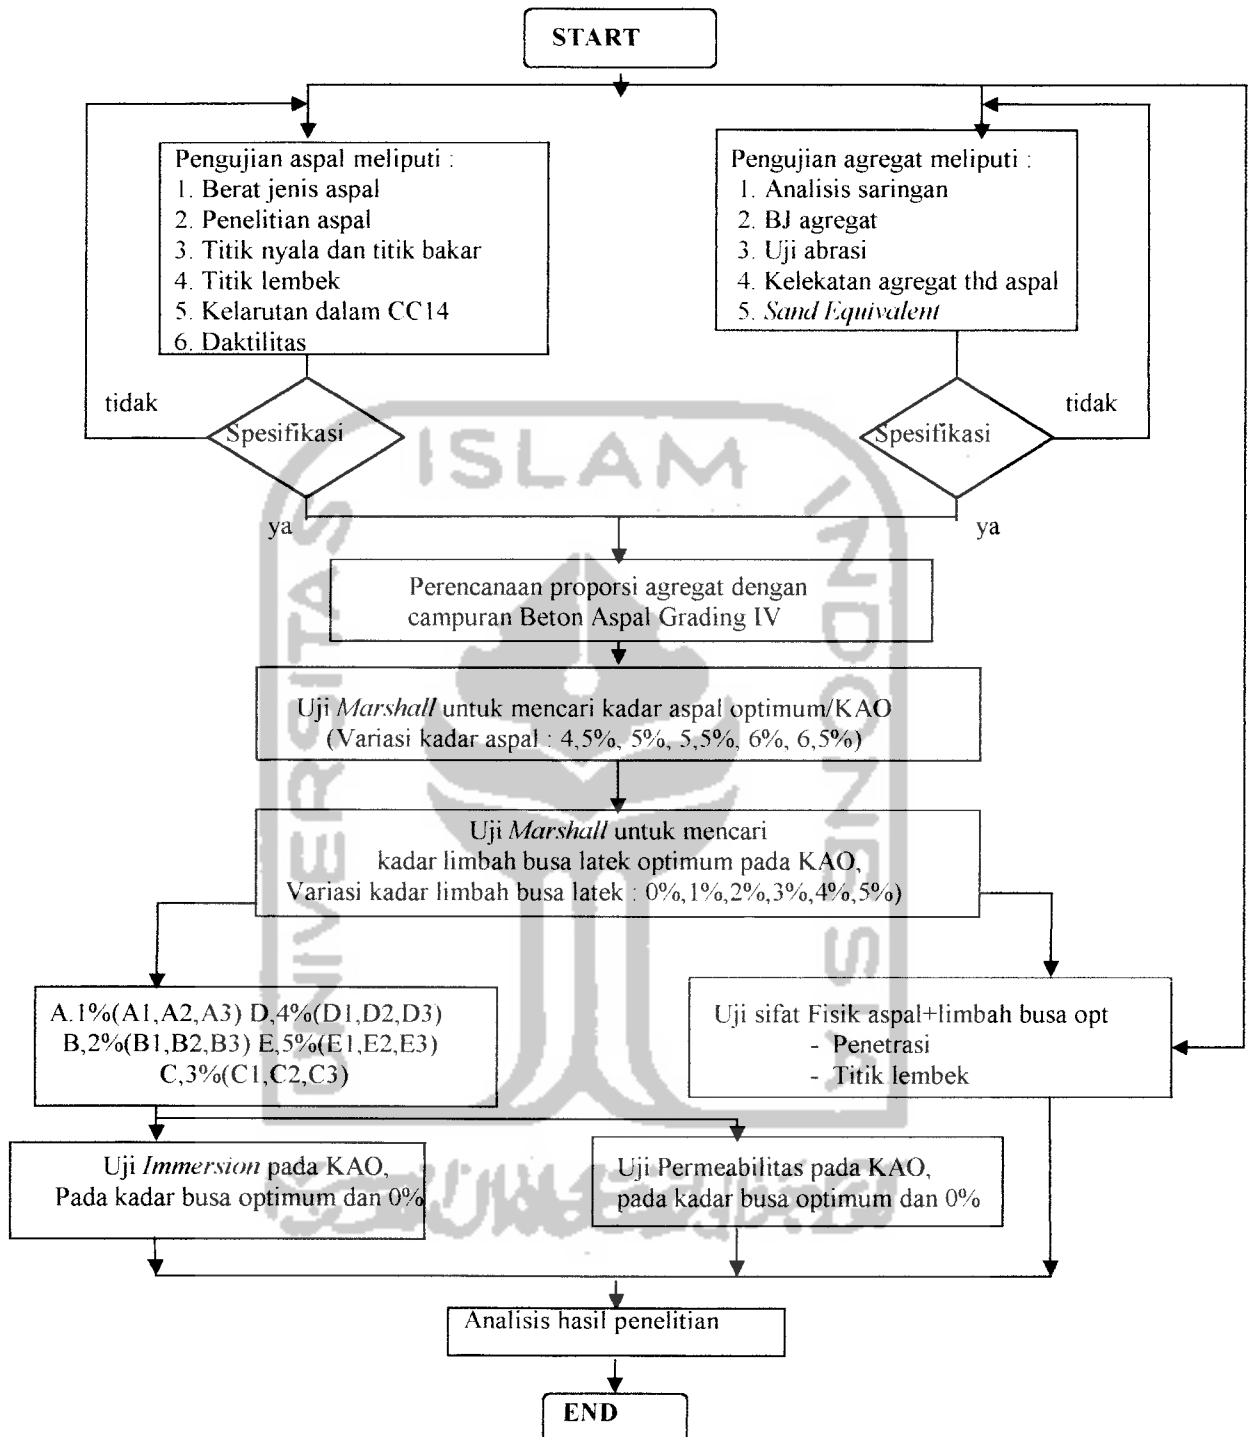 START
Pengujian aspal meliputi :
1. Berat jenis aspal
2. Penelitian aspal
3. Titik nyala dan titik bakar
4. Titik lembek
5. Kelarutan dalam CC14
6. Daktilitas
Pengujian agregat meliputi :
1. Analisis saringan
2. BJ agregat
3. Uji abrasi
4. Kelekatan agregat thd aspal
5. Sand Equivalent
tidak
Spesifikasi
Spesifikasi
tidak
ya
ya
Perencanaan proporsi agregat dengan
campuran Beton Aspal Grading IV
Uji Marshall untuk mencari kadar aspal optimum/KAO
(Variasi kadar aspal : 4,5%, 5%, 5,5%, 6%, 6,5%)
Uji Marshall untuk mencari
kadar limbah busa latek optimum pada KAO,
Variasi kadar limbah busa latek : 0%,1%,2%,3%,4%,5%)
A.1%(A1,A2,A3) D,4%(D1,D2,D3)
B,2%(B1,B2,B3) E,5%(E1,E2,E3)
C,3%(C1,C2,C3)
Uji sifat Fisik aspal+limbah busa opt
- Penetrasi
- Titik lembek
Uji Immersion pada KAO,
Pada kadar busa optimum dan 0%
Uji Permeabilitas pada KAO,
pada kadar busa optimum dan 0%
Analisis hasil penelitian
END
UNIVERSITAS
ISLAM
INDONESIA